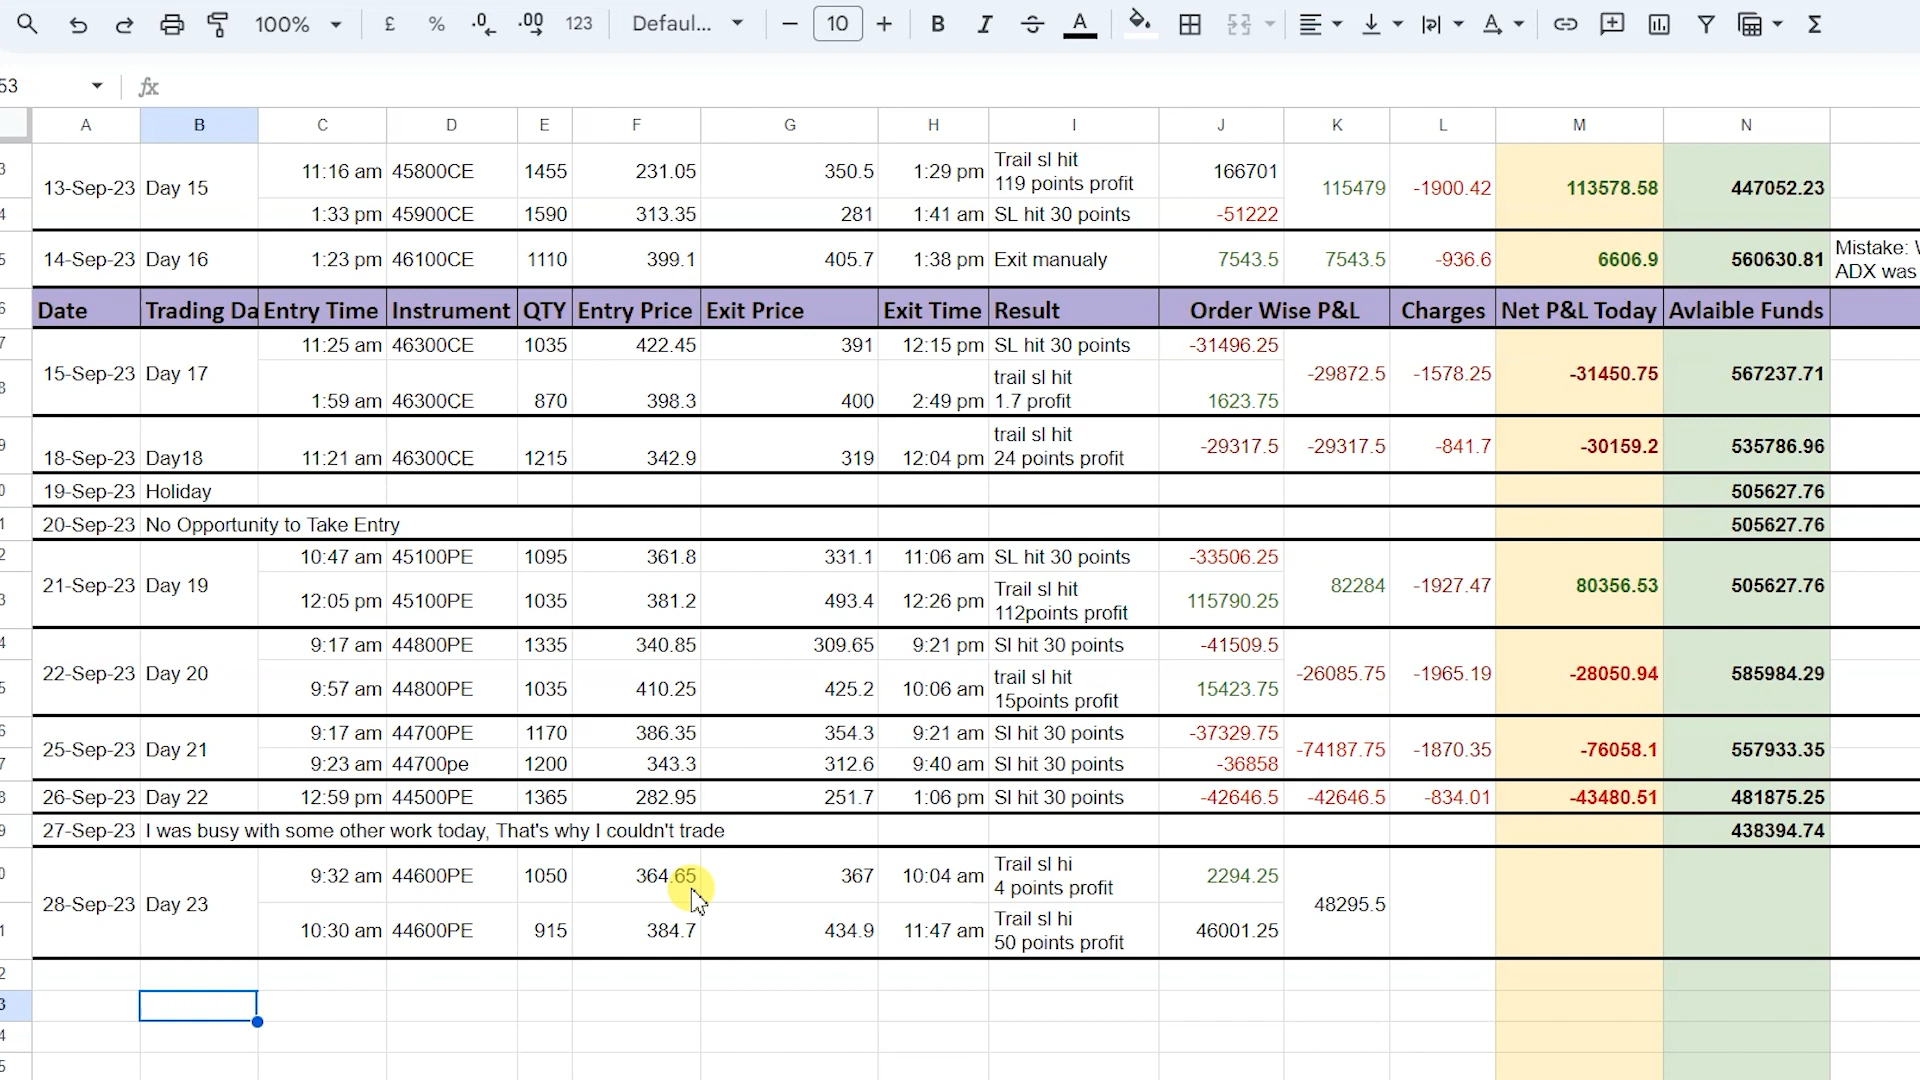 100% £ % .0 .00 123 Defaul... 10 B I S A A Σ
53 fx
A B C D E F G H I J K L M N
3 13-Sep-23 Day 15 11:16 am 45800CE 1455 231.05 350.5 1:29 pm Trail sl hit
119 points profit 166701 115479 -1900.42 113578.58 447052.23
4 1:33 pm 45900CE 1590 313.35 281 1:41 am SL hit 30 points -51222
5 14-Sep-23 Day 16 1:23 pm 46100CE 1110 399.1 405.7 1:38 pm Exit manualy 7543.5 7543.5 -936.6 6606.9 560630.81 Mistake:
ADX was
6 Date Trading Da Entry Time Instrument QTY Entry Price Exit Price Exit Time Result Order Wise P&L Charges Net P&L Today Avlaible Funds
7 15-Sep-23 Day 17 11:25 am 46300CE 1035 422.45 391 12:15 pm SL hit 30 points -31496.25 -29872.5 -1578.25 -31450.75 567237.71
8 1:59 am 46300CE 870 398.3 400 2:49 pm trail sl hit
1.7 profit 1623.75
9 18-Sep-23 Day18 11:21 am 46300CE 1215 342.9 319 12:04 pm trail sl hit
24 points profit -29317.5 -29317.5 -841.7 -30159.2 535786.96
0 19-Sep-23 Holiday 505627.76
1 20-Sep-23 No Opportunity to Take Entry 505627.76
2 21-Sep-23 Day 19 10:47 am 45100PE 1095 361.8 331.1 11:06 am SL hit 30 points -33506.25 82284 -1927.47 80356.53 505627.76
3 12:05 pm 45100PE 1035 381.2 493.4 12:26 pm Trail sl hit
112points profit 115790.25
4 22-Sep-23 Day 20 9:17 am 44800PE 1335 340.85 309.65 9:21 pm Sl hit 30 points -41509.5 -26085.75 -1965.19 -28050.94 585984.29
5 9:57 am 44800PE 1035 410.25 425.2 10:06 am trail sl hit
15points profit 15423.75
6 25-Sep-23 Day 21 9:17 am 44700PE 1170 386.35 354.3 9:21 am Sl hit 30 points -37329.75 -74187.75 -1870.35 -76058.1 557933.35
7 9:23 am 44700pe 1200 343.3 312.6 9:40 am Sl hit 30 points -36858
8 26-Sep-23 Day 22 12:59 pm 44500PE 1365 282.95 251.7 1:06 pm Sl hit 30 points -42646.5 -42646.5 -834.01 -43480.51 481875.25
9 27-Sep-23 I was busy with some other work today, That's why I couldn't trade 438394.74
0 28-Sep-23 Day 23 9:32 am 44600PE 1050 364.65 367 10:04 am Trail sl hi
4 points profit 2294.25 48295.5
1 10:30 am 44600PE 915 384.7 434.9 11:47 am Trail sl hi
50 points profit 46001.25
2
3
4
5